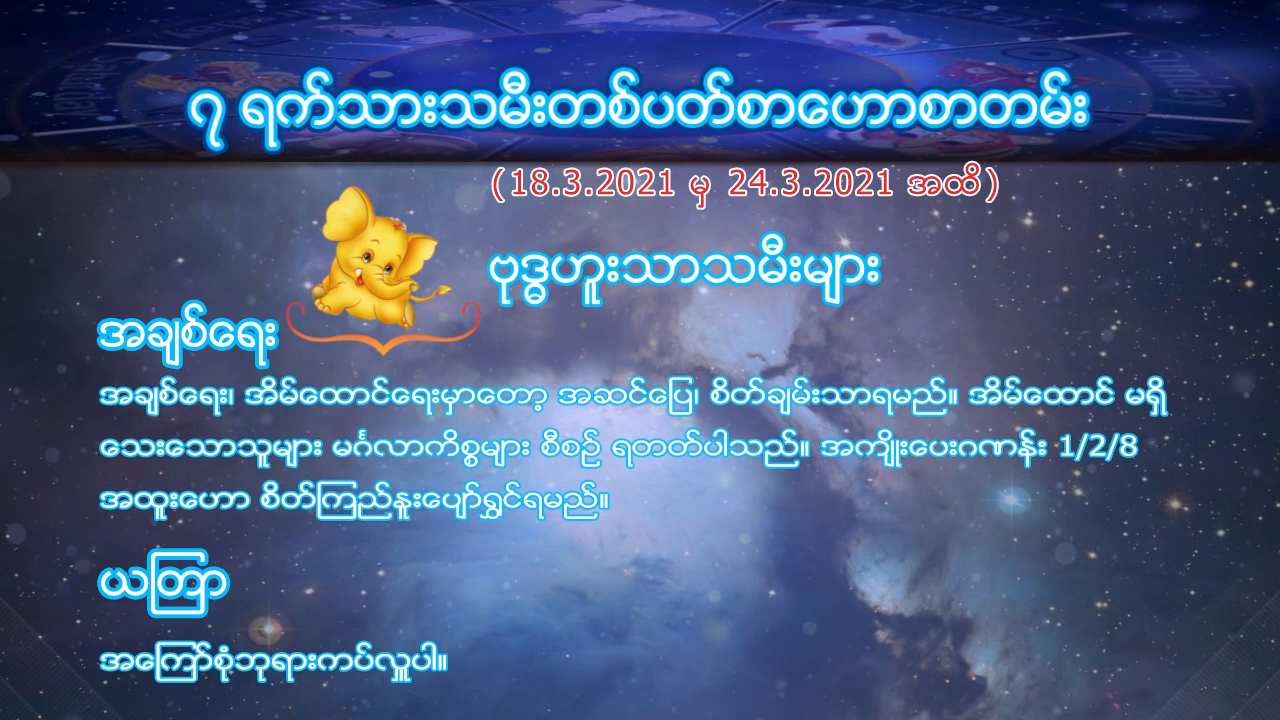 ၇ ရက်သားသမီးတစ်ပတ်စာဟောစာတမ်း
(18.3.2021 မှ 24.3.2021 အထိ)
ဗုဒ္ဓဟူးသာသမီးများ
အချစ်ရေး
အချစ်ရေး၊ အိမ်ထောင်ရေးမှာတော့ အဆင်ပြေ၊ စိတ်ချမ်းသာရမည်။ အိမ်ထောင် မရှိ
သေးသောသူများ မင်္ဂလာကိစ္စများ စီစဉ် ရတတ်ပါသည်။ အကျိုးပေးဂဏန်း 1/2/8
အထူးဟော စိတ်ကြည်နူးပျော်ရွှင်ရမည်။
ယတြာ
အကြော်စုံဘုရားကပ်လှူပါ။